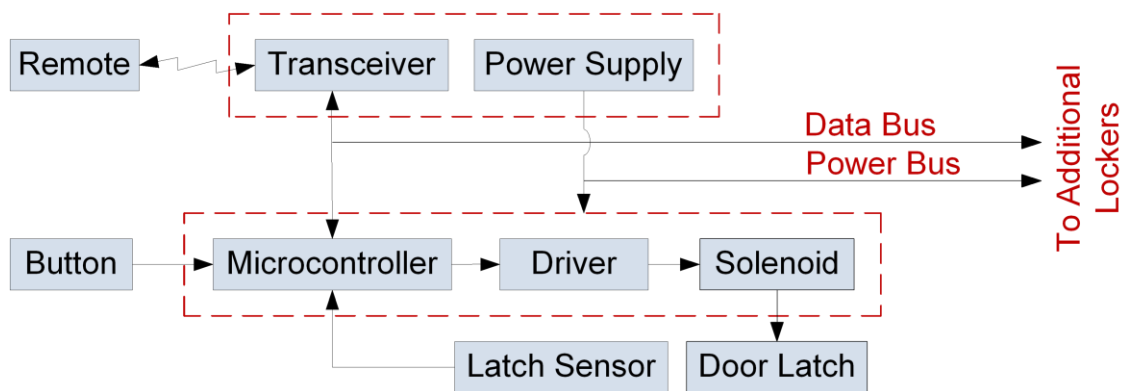 Remote
Transceiver
Power Supply
Data Bus
Power Bus
To Additional
Lockers
Button
Microcontroller
Driver
Solenoid
Latch Sensor
Door Latch